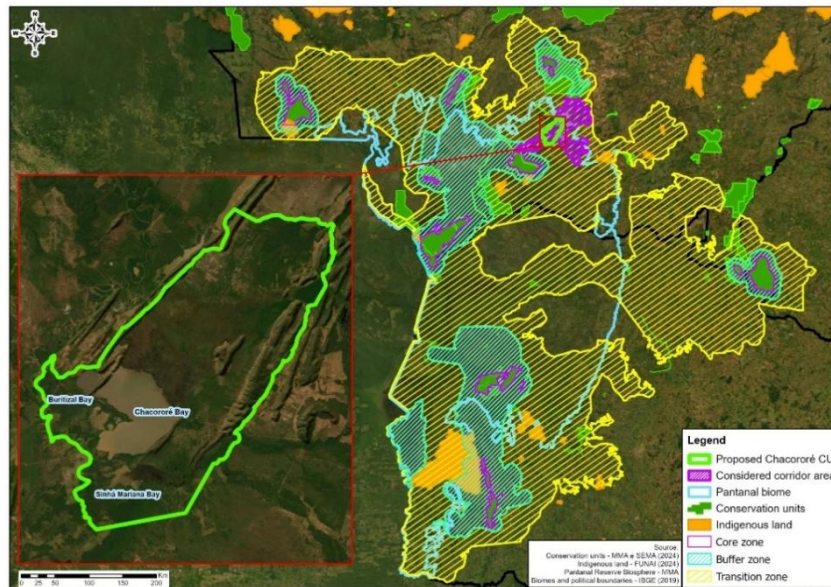 N
W
E
S
Buritizal Bay
Chacororé Bay
Sinhá Mariana Bay
0 25 50 100 150 200
Km
Legend
Proposed Chacororé CU
Considered corridor area
Pantanal biome
Conservation units
Indigenous land
Core zone
Buffer zone
Transition zone
Source:
Conservation units - MMA e SEMA (2024)
Indigenous land - FUNAI (2024)
Pantanal Reserve Biosphere - MMA
Biomes and political boundaries - IBGE (2019)